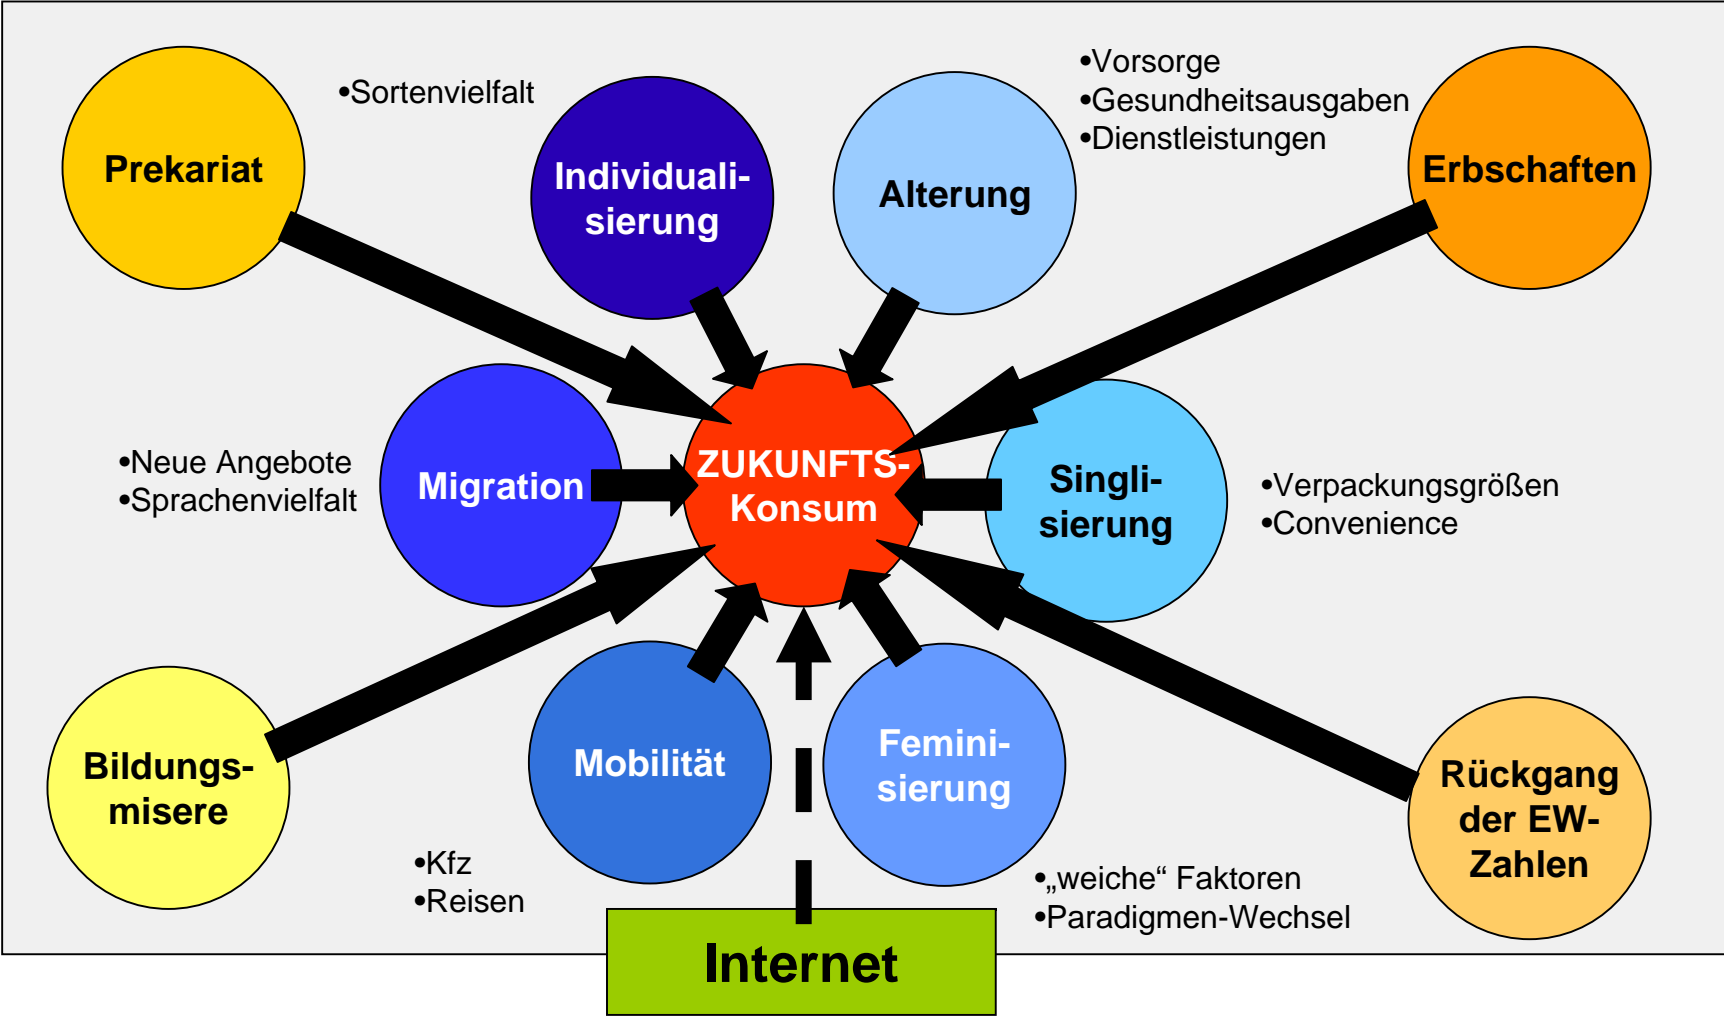 Prekariat
•Sortenvielfalt
Individuali-
sierung
Alterung
•Vorsorge
•Gesundheitsausgaben
•Dienstleistungen
Erbschaften
•Neue Angebote
•Sprachenvielfalt
Migration
ZUKUNFTS-
Konsum
Singli-
sierung
•Verpackungsgrößen
•Convenience
Bildungs-
misere
Mobilität
•Kfz
•Reisen
Femini-
sierung
•„weiche“ Faktoren
•Paradigmen-Wechsel
Rückgang
der EW-
Zahlen
Internet